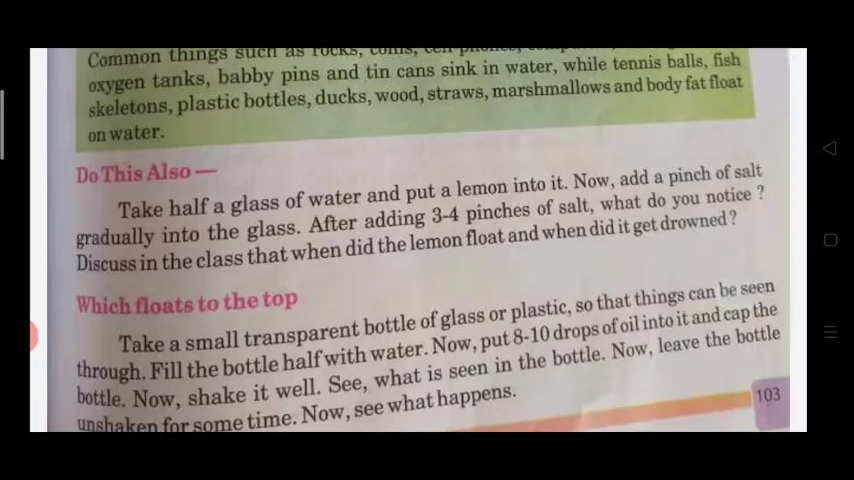 Common things such as rocks, coins, cell phones,
oxygen tanks, babby pins and tin cans sink in water, while tennis balls, fish
skeletons, plastic bottles, ducks, wood, straws, marshmallows and body fat float
on water.
Do This Also —
Take half a glass of water and put a lemon into it. Now, add a pinch of salt
gradually into the glass. After adding 3-4 pinches of salt, what do you notice ?
Discuss in the class that when did the lemon float and when did it get drowned?
Which floats to the top
Take a small transparent bottle of glass or plastic, so that things can be seen
through. Fill the bottle half with water. Now, put 8-10 drops of oil into it and cap the
bottle. Now, shake it well. See, what is seen in the bottle. Now, leave the bottle
unshaken for some time. Now, see what happens.
103